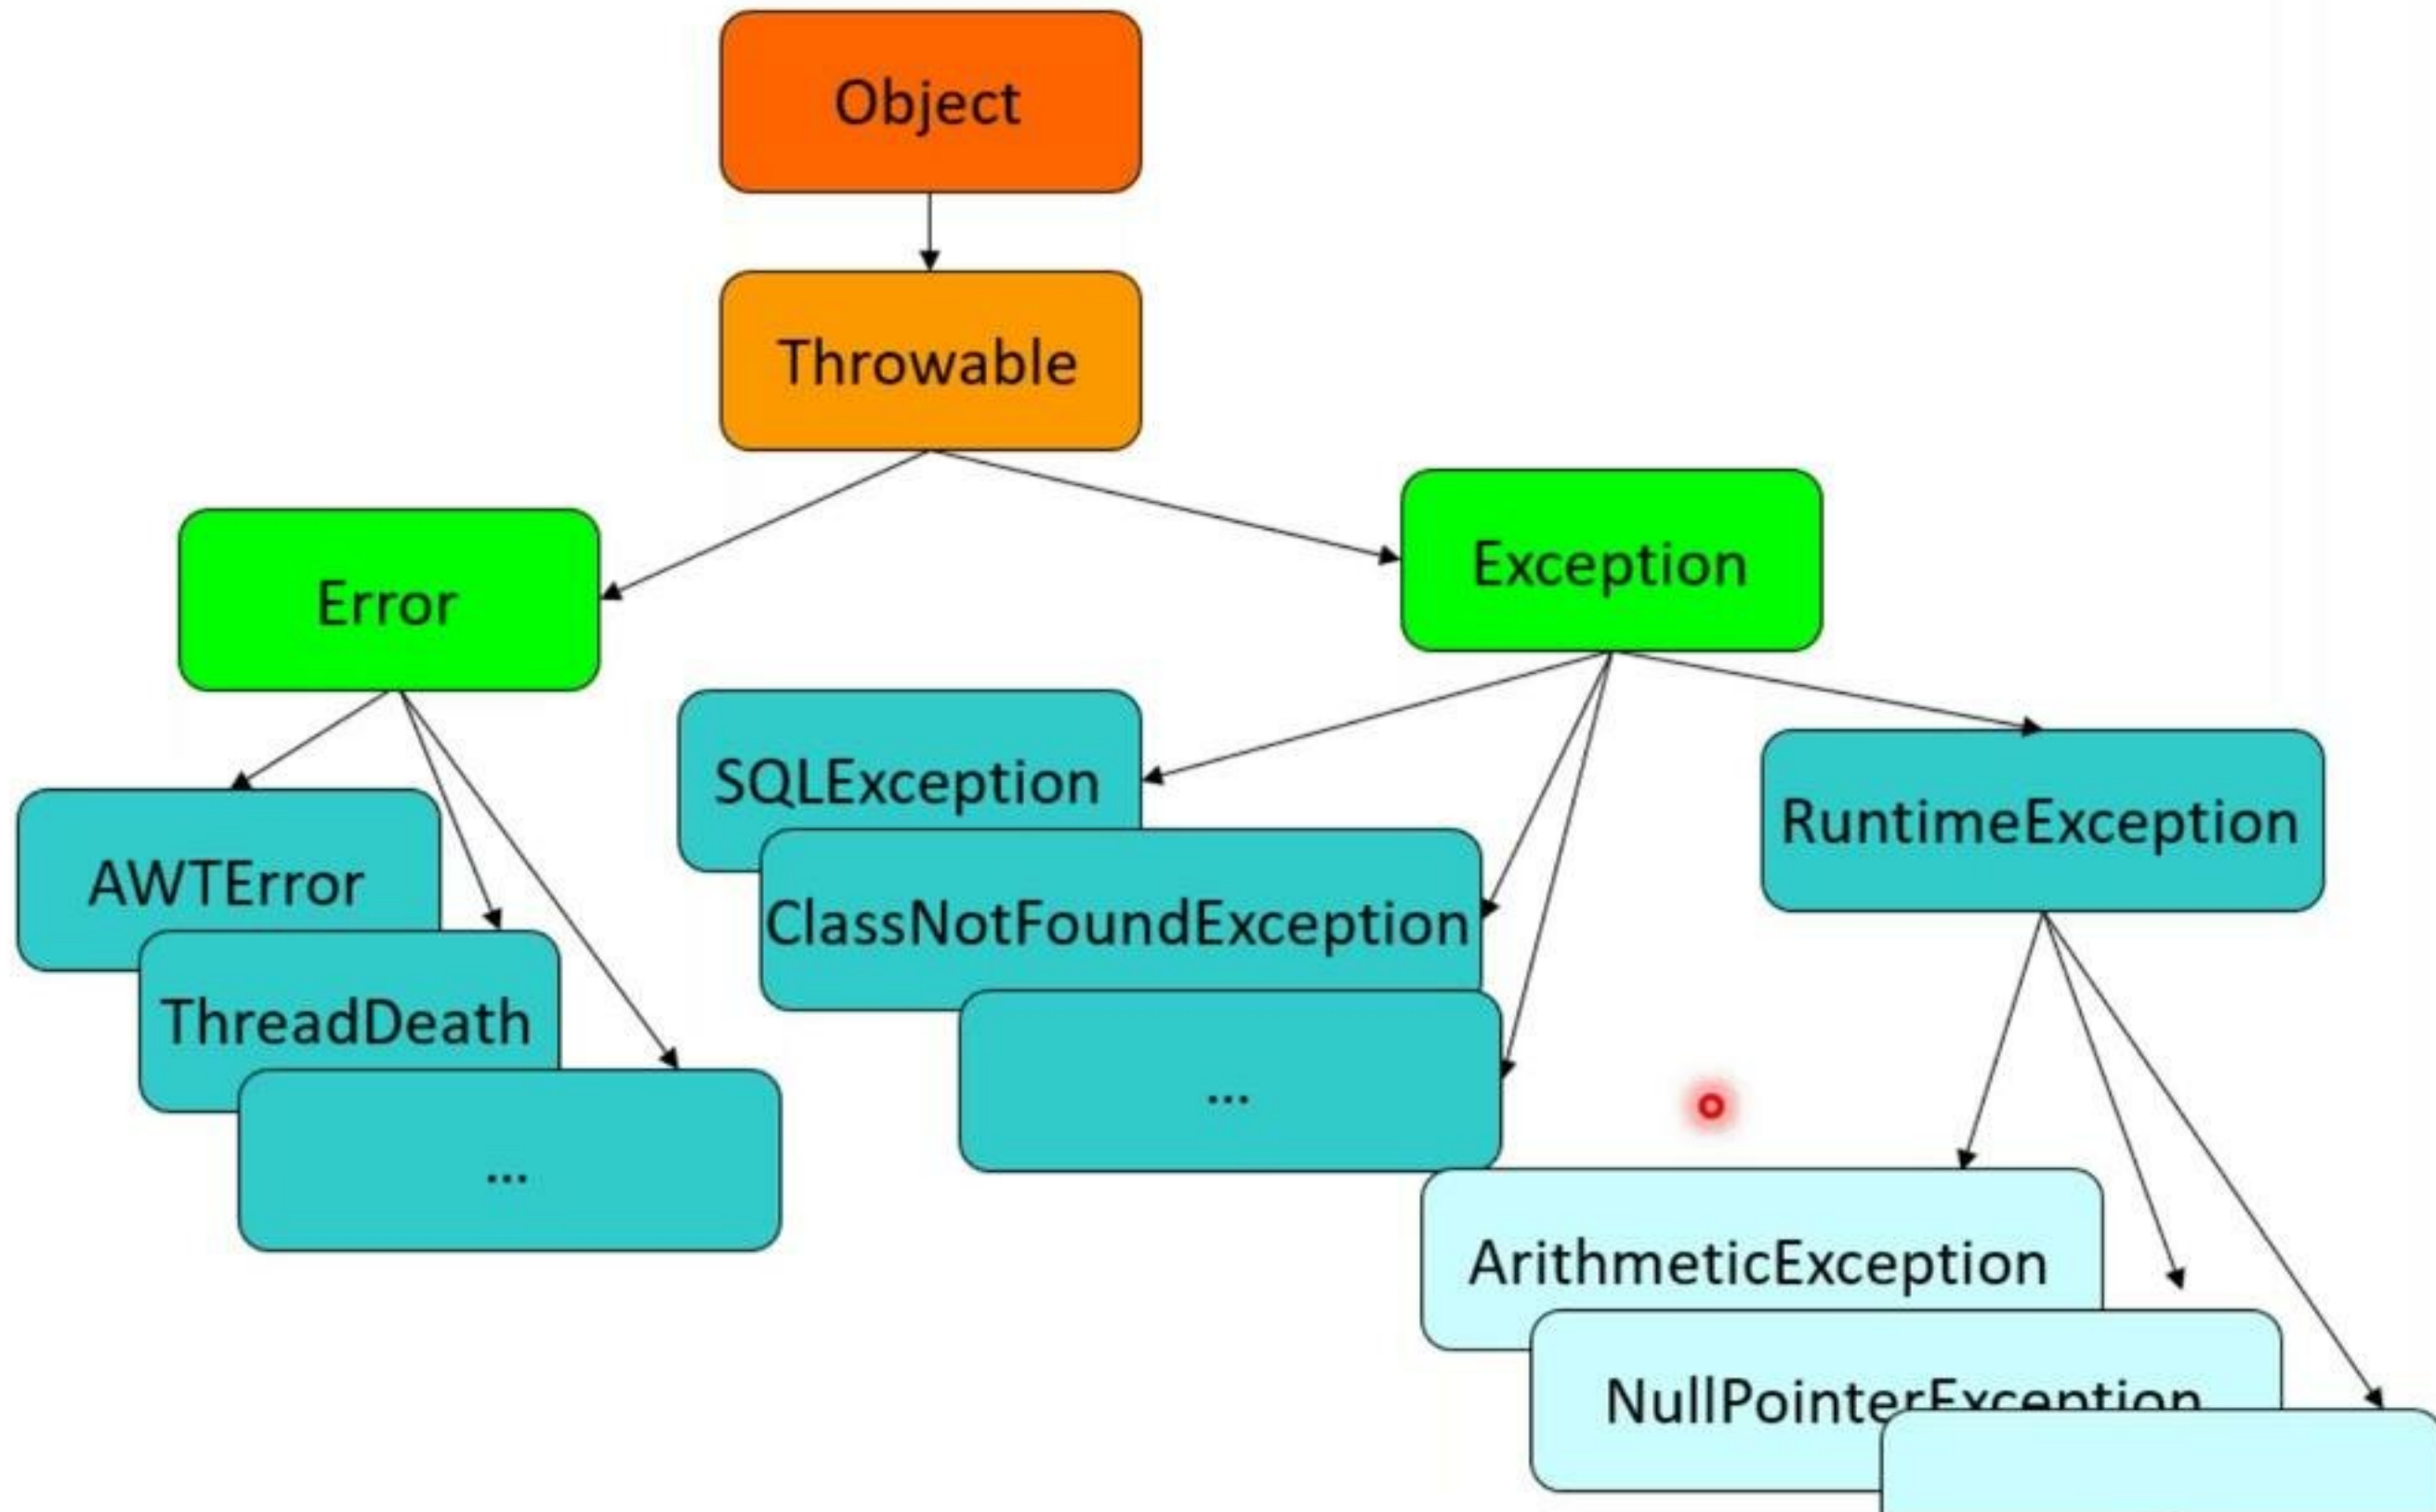 Object
Throwable
Error
Exception
AWTError
ThreadDeath
...
SQLException
ClassNotFoundException
...
RuntimeException
ArithmeticException
NullPointerException